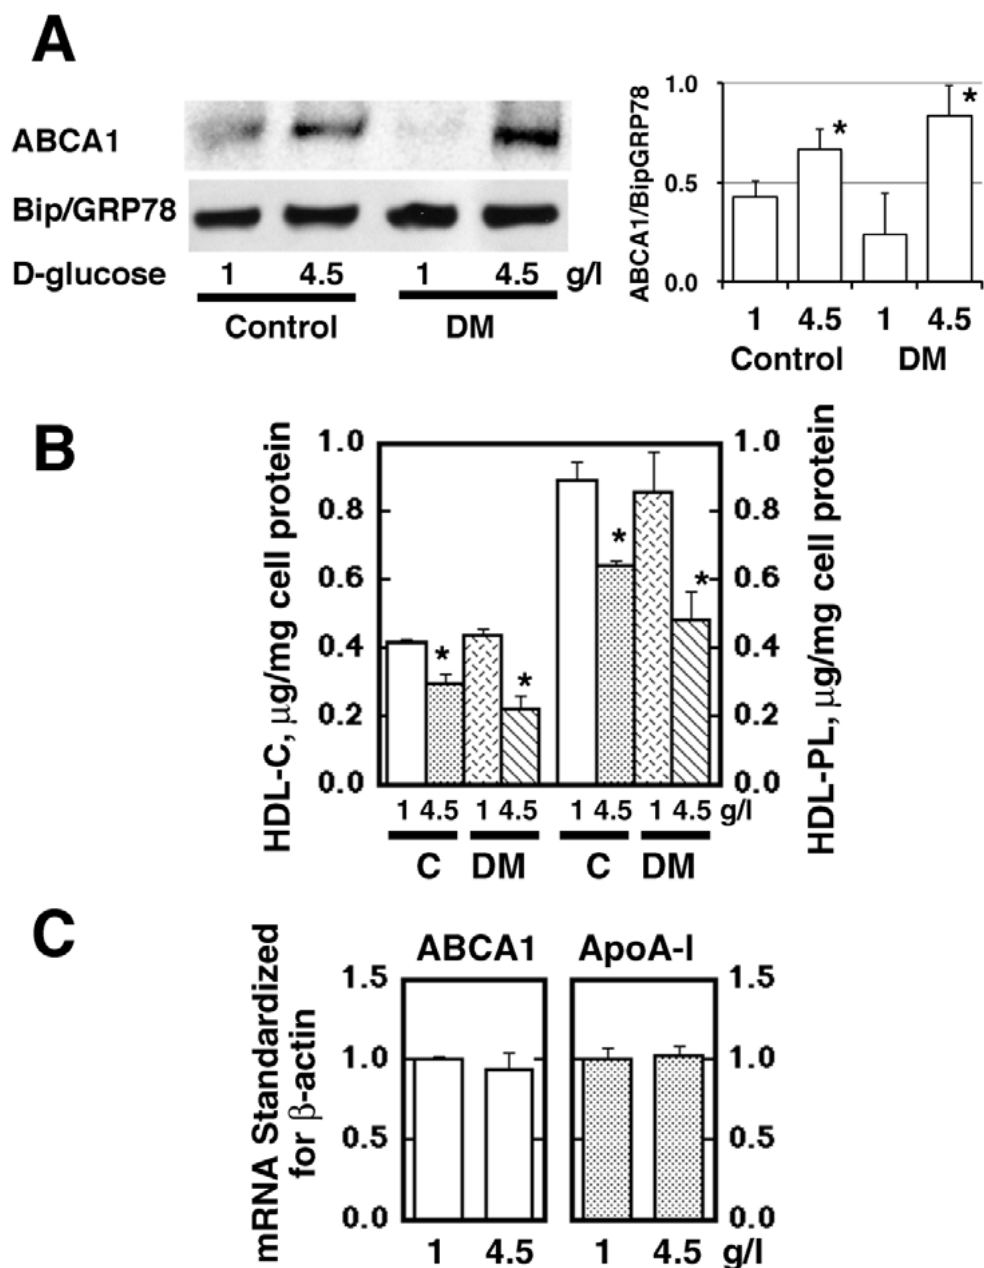 A
ABCA1
Bip/GRP78
D-glucose 1 4.5 1 4.5 g/l
Control DM
ABCA1/BipGRP78
1.0
0.5
0.0
1 4.5 1 4.5
*
*
Control DM
B
HDL-C, μg/mg cell protein
1.0
0.8
0.6
0.4
0.2
0.0
*
*
*
*
1.0
0.8
0.6
0.4
0.2
0.0
HDL-PL, μg/mg cell protein
1 4.5 1 4.5 1 4.5 1 4.5 g/l
C DM C DM
C
mRNA Standardized
for β-actin
ABCA1 ApoA-I
1.5
1.0
0.5
0.0
1.5
1.0
0.5
0.0
1 4.5 1 4.5 g/l